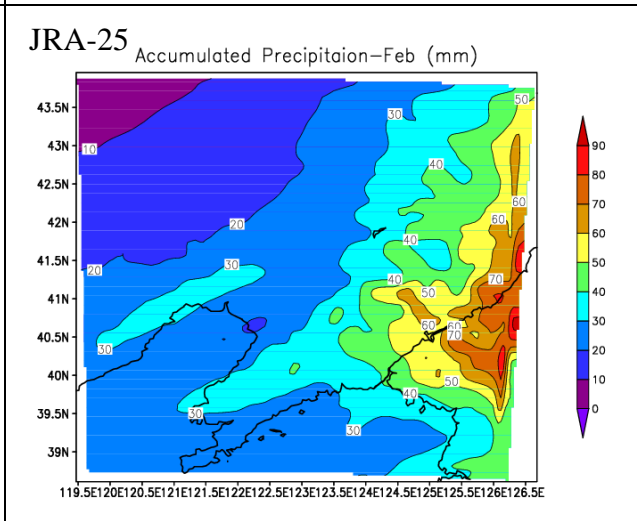 JRA-25
Accumulated Precipitaion-Feb (mm)
43.5N
43N
42.5N
42N
41.5N
41N
40.5N
40N
39.5N
39N
119.5E120E120.5E121E121.5E122E122.5E123E123.5E124E124.5E125E125.5E126E126.5E
50
30
10
40
60
20
60
40
20
30
70
40
50
60
60
70
30
50
40
30
30
90
80
70
60
50
40
30
20
10
0